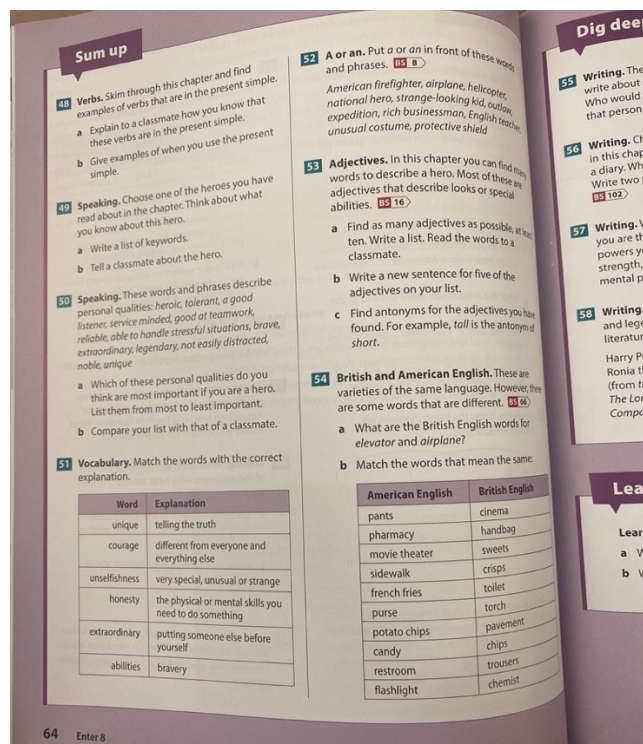 Sum up
48 Verbs. Skim through this chapter and find
examples of verbs that are in the present simple.
a Explain to a classmate how you know that
these verbs are in the present simple.
b Give examples of when you use the present
simple.
49 Speaking. Choose one of the heroes you have
read about in the chapter. Think about what
you know about this hero.
a Write a list of keywords.
b Tell a classmate about the hero.
50 Speaking. These words and phrases describe
personal qualities: heroic, tolerant, a good
listener, service minded, good at teamwork,
reliable, able to handle stressful situations, brave,
extraordinary, legendary, not easily distracted,
noble, unique
a Which of these personal qualities do you
think are most important if you are a hero.
List them from most to least important.
b Compare your list with that of a classmate.
51 Vocabulary. Match the words with the correct
explanation.
Word Explanation
unique telling the truth
courage different from everyone and
everything else
unselfishness very special, unusual or strange
honesty the physical or mental skills you
need to do something
extraordinary putting someone else before
yourself
abilities bravery
64 Enter 8
52 A or an. Put a or an in front of these words
and phrases. BS 8
American firefighter, airplane, helicopter,
national hero, strange-looking kid, outlaw,
expedition, rich businessman, English teacher,
unusual costume, protective shield
53 Adjectives. In this chapter you can find many
words to describe a hero. Most of these are
adjectives that describe looks or special
abilities. BS 16
a Find as many adjectives as possible, at least
ten. Write a list. Read the words to a
classmate.
b Write a new sentence for five of the
adjectives on your list.
c Find antonyms for the adjectives you have
found. For example, tall is the antonym of
short.
54 British and American English. These are
varieties of the same language. However, there
are some words that are different. BS 66
a What are the British English words for
elevator and airplane?
b Match the words that mean the same.
American English British English
pants cinema
pharmacy handbag
movie theater sweets
sidewalk crisps
french fries toilet
purse torch
potato chips pavement
candy chips
restroom trousers
flashlight chemist
Dig dee
55 Writing. The
write about
Who would
that person
56 Writing. Ch
in this chap
a diary. Wh
Write two
BS 102
57 Writing.
you are th
powers y
strength,
mental p
58 Writing.
and lege
literatur
Harry P
Ronia t
(from t
The Lor
Compa
Lea
Lear
a
b